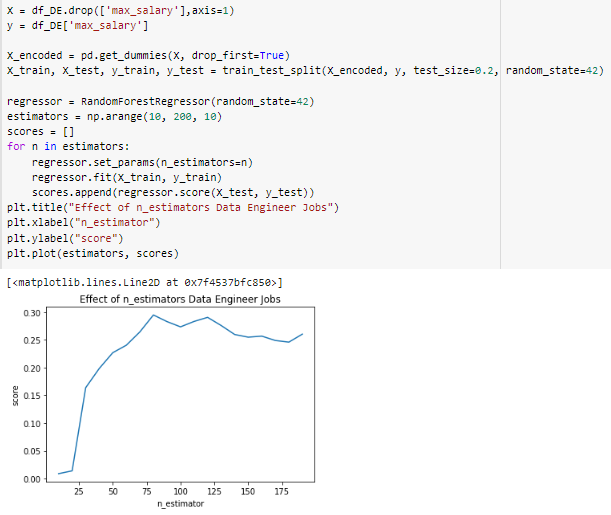 X = df_DE.drop(['max_salary'],axis=1)
y = df_DE['max_salary']
X_encoded = pd.get_dummies(X, drop_first=True)
X_train, X_test, y_train, y_test = train_test_split(X_encoded, y, test_size=0.2, random_state=42)
regressor = RandomForestRegressor(random_state=42)
estimators = np.arange(10, 200, 10)
scores = []
for n in estimators:
    regressor.set_params(n_estimators=n)
    regressor.fit(X_train, y_train)
    scores.append(regressor.score(X_test, y_test))
plt.title("Effect of n_estimators Data Engineer Jobs")
plt.xlabel("n_estimator")
plt.ylabel("score")
plt.plot(estimators, scores)
[<matplotlib.lines.Line2D at 0x7f4537bfc850>]
Effect of n_estimators Data Engineer Jobs
0.30
0.25
0.20
0.15
0.10
0.05
0.00
score
25 50 75 100 125 150 175
n_estimator